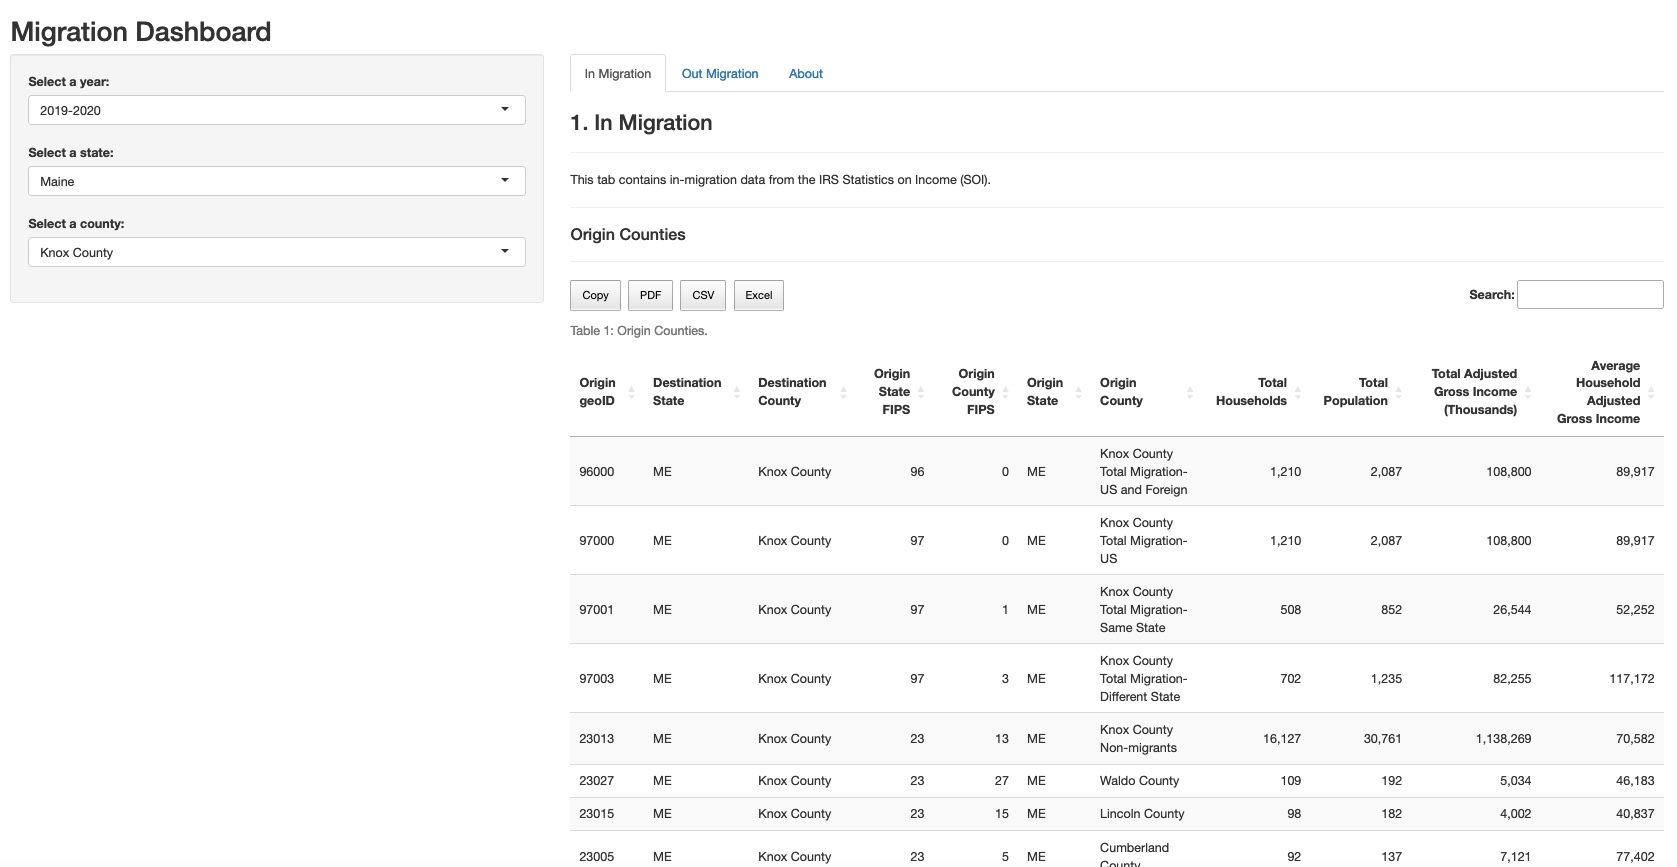 Migration Dashboard
Select a year:
2019-2020
Select a state:
Maine
Select a county:
Knox County
In Migration Out Migration About
1. In Migration
This tab contains in-migration data from the IRS Statistics on Income (SOI).
Origin Counties
Copy PDF CSV Excel Search:
Table 1: Origin Counties.
Origin geoID Destination State Destination County Origin State FIPS Origin County FIPS Origin State Origin County Total Households Total Population Total Adjusted Gross Income (Thousands) Average Household Adjusted Gross Income
96000 ME Knox County 96 0 ME Knox County Total Migration-US and Foreign 1,210 2,087 108,800 89,917
97000 ME Knox County 97 0 ME Knox County Total Migration-US 1,210 2,087 108,800 89,917
97001 ME Knox County 97 1 ME Knox County Total Migration-Same State 508 852 26,544 52,252
97003 ME Knox County 97 3 ME Knox County Total Migration-Different State 702 1,235 82,255 117,172
23013 ME Knox County 23 13 ME Knox County Non-migrants 16,127 30,761 1,138,269 70,582
23027 ME Knox County 23 27 ME Waldo County 109 192 5,034 46,183
23015 ME Knox County 23 15 ME Lincoln County 98 182 4,002 40,837
23005 ME Knox County 23 5 ME Cumberland County 92 137 7,121 77,402